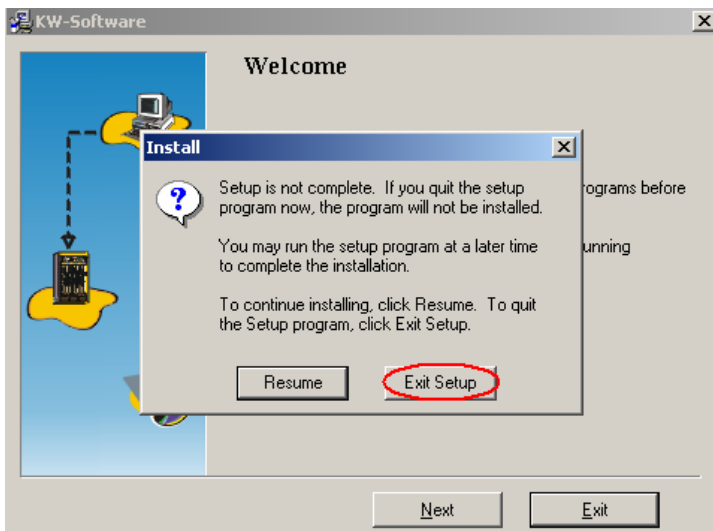 KW-Software
Welcome
Install
Setup is not complete. If you quit the setup
program now, the program will not be installed.
You may run the setup program at a later time
to complete the installation.
To continue installing, click Resume. To quit
the Setup program, click Exit Setup.
Resume
Exit Setup
rograms before
unning
Next
Exit